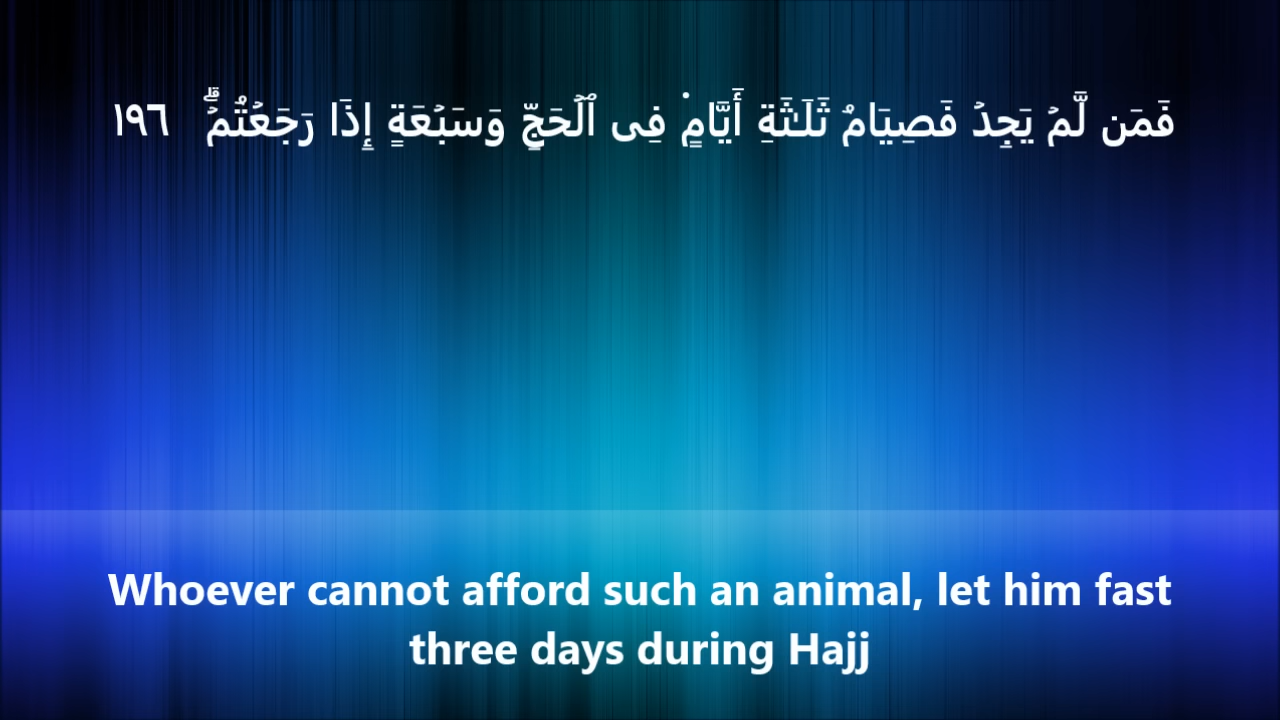 فَمَن لَّمۡ يَجِدۡ فَصِيَامُ ثَلَـٰثَةِ أَيَّامٍ۬ فِى ٱلۡحَجِّ وَسَبۡعَةٍ إِذَا رَجَعۡتُمۡ‌ۗ ١٩٦
Whoever cannot afford such an animal, let him fast
three days during Hajj